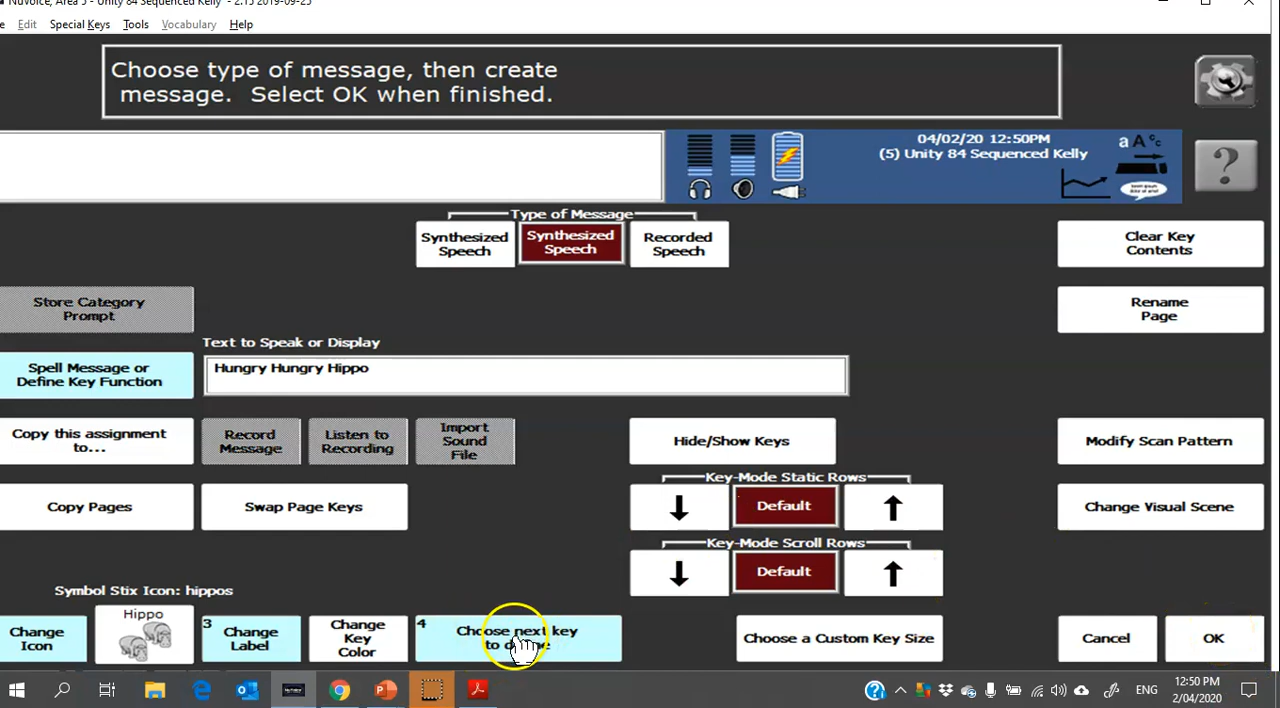 NuVoice, Area 5 - Unity 84 Sequenced Kelly - 2.15 2019-09-25
Edit Special Keys Tools Vocabulary Help
Choose type of message, then create
message. Select OK when finished.
04/02/20 12:50PM
(5) Unity 84 Sequenced Kelly
a A
?
Type of Message
Synthesized
Speech
Synthesized
Speech
Recorded
Speech
Clear Key
Contents
Store Category
Prompt
Rename
Page
Text to Speak or Display
Spell Message or
Define Key Function
Hungry Hungry Hippo
Copy this assignment
to...
Record
Message
Listen to
Recording
Import
Sound
File
Hide/Show Keys
Modify Scan Pattern
Key-Mode Static Rows
Copy Pages
Swap Page Keys
Default
Change Visual Scene
Key-Mode Scroll Rows
Default
Symbol Stix Icon: hippos
Change
Icon
Hippo
3
Change
Label
Change
Key
Color
4
Choose next key
to
Choose a Custom Key Size
Cancel
OK
ENG
12:50 PM
2/04/2020